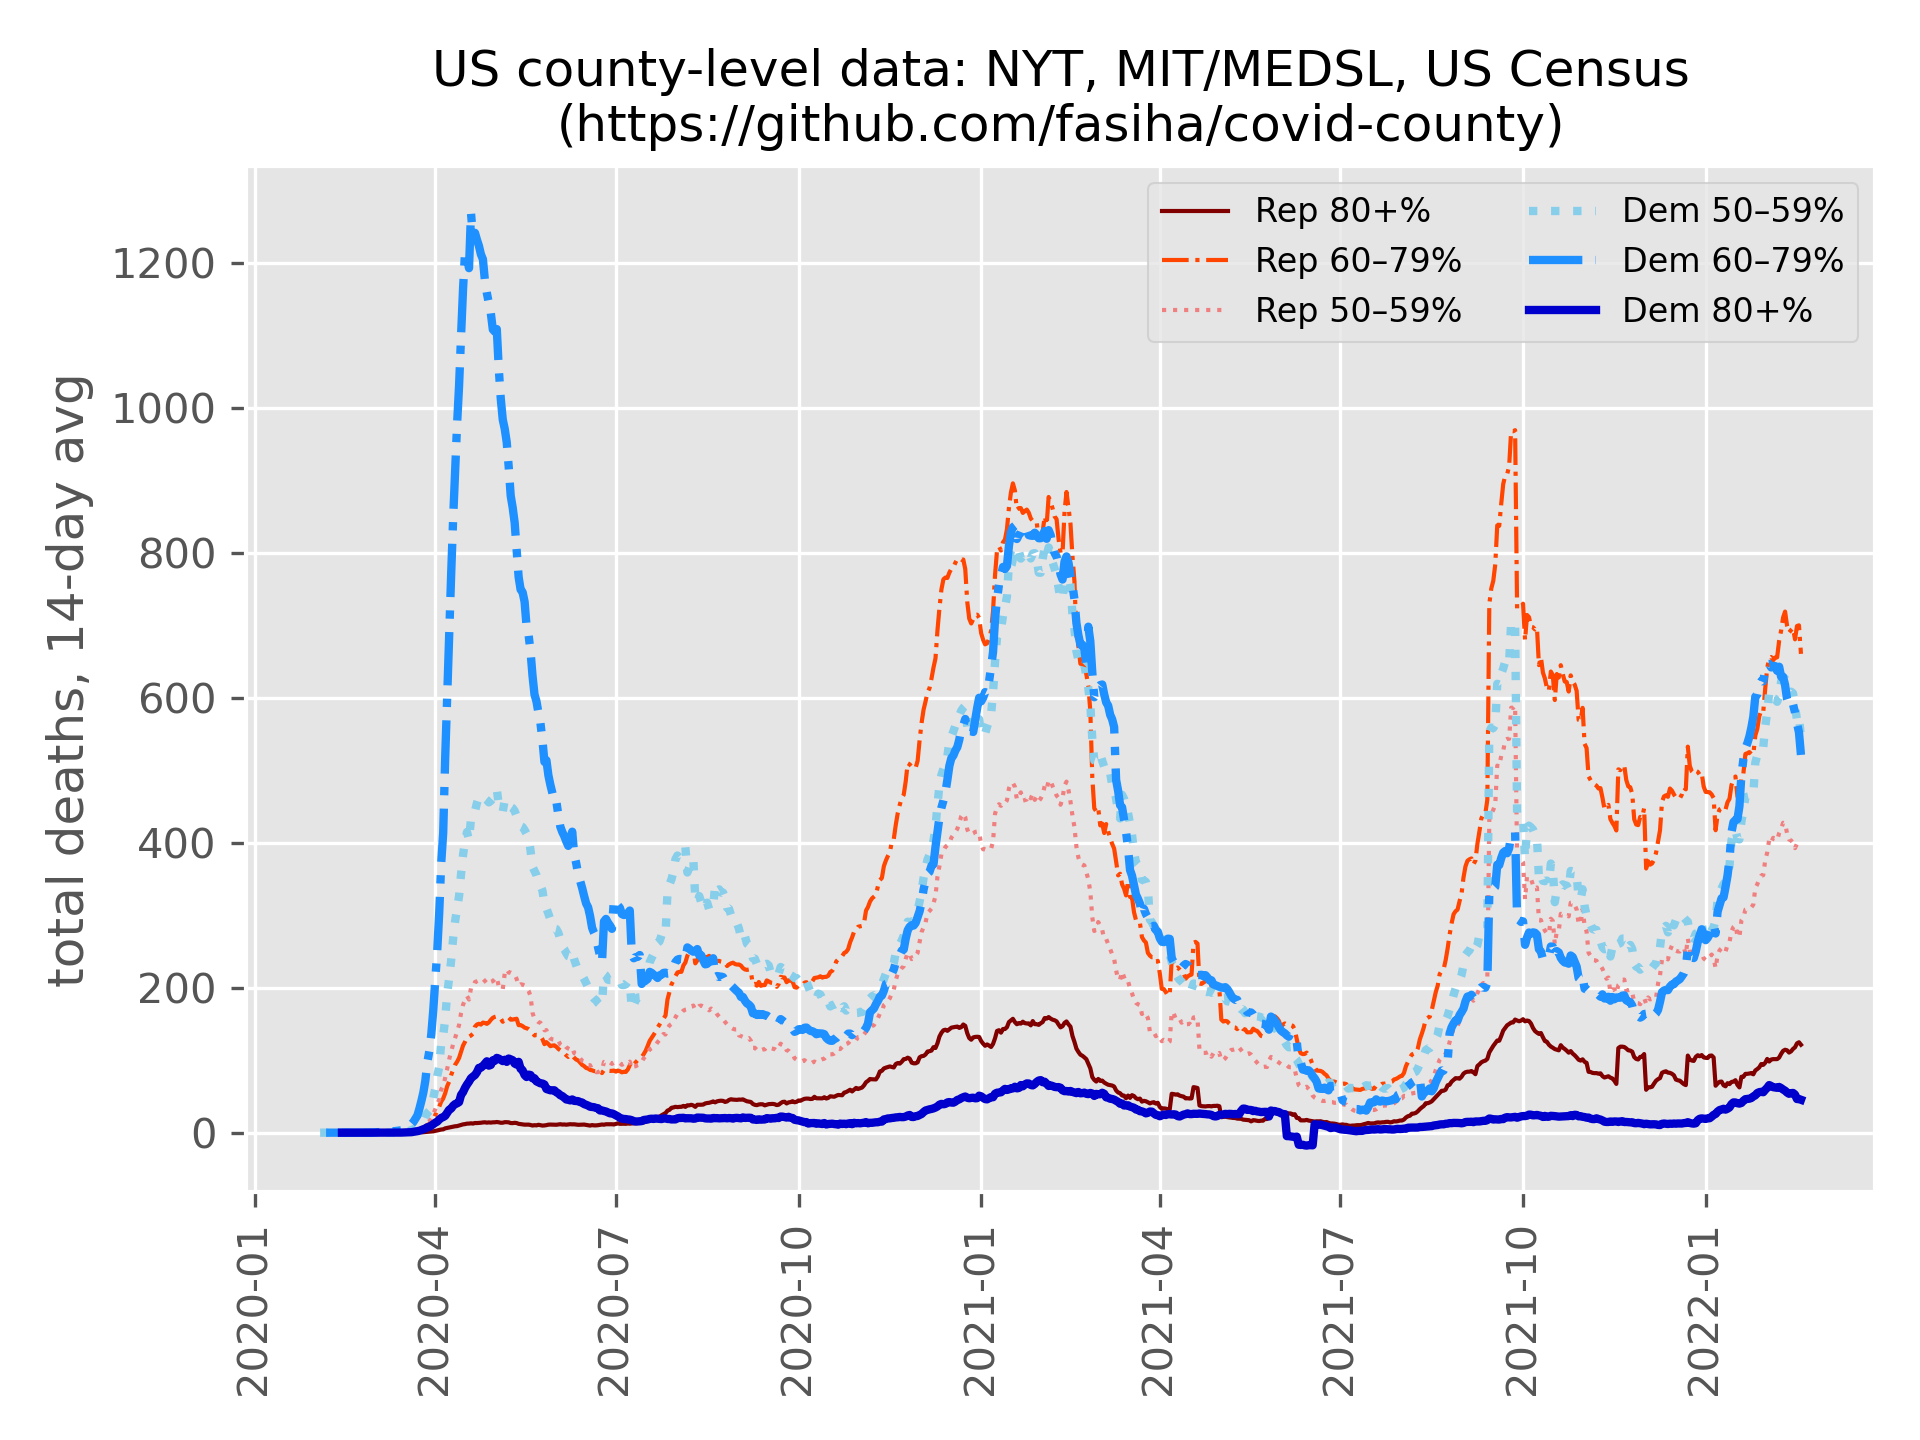 US county-level data: NYT, MIT/MEDSL, US Census
(https://github.com/fasiha/covid-county)
Rep 80+%
Rep 60–79%
Rep 50–59%
Dem 50–59%
Dem 60–79%
Dem 80+%
total deaths, 14-day avg
1200
1000
800
600
400
200
0
2020-01
2020-04
2020-07
2020-10
2021-01
2021-04
2021-07
2021-10
2022-01